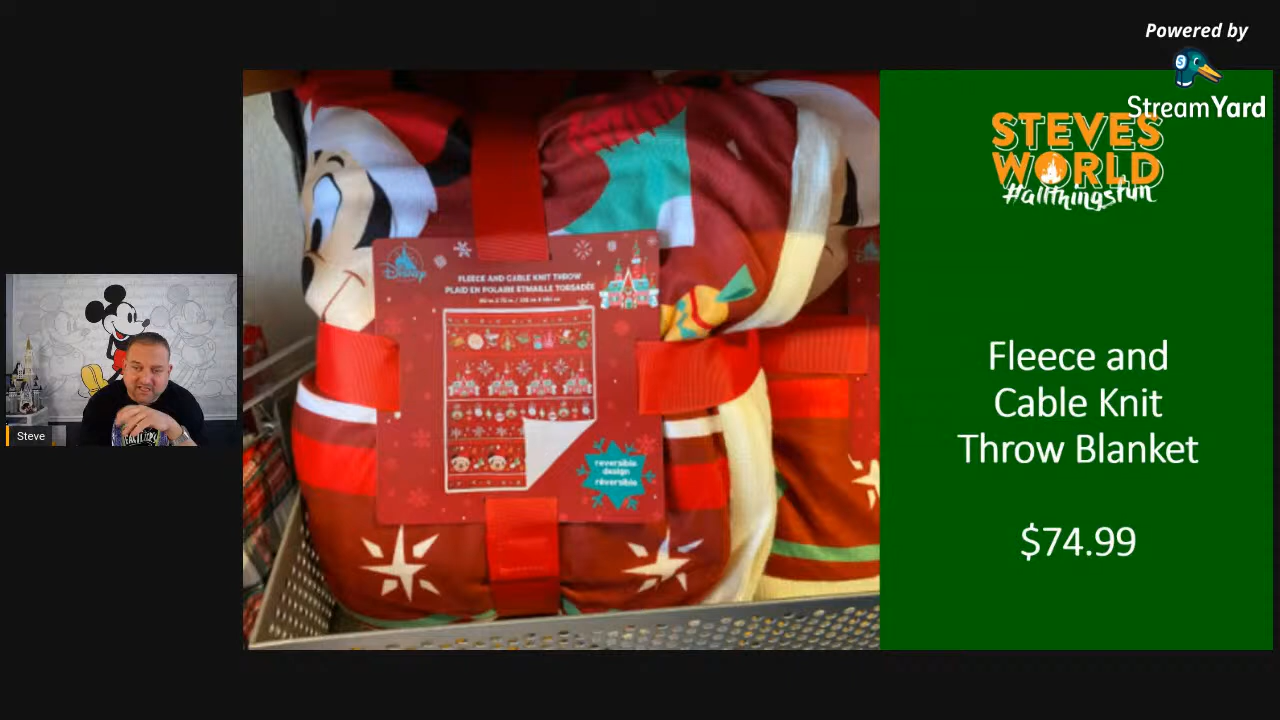 Powered by
StreamYard
STEVES
WORLD
#allthingsfun
Disney
FLEECE AND CABLE KNIT THROW
PLAID EN POLAIRE ET MAILLE TORSADÉE
reversible
design
réversible
Fleece and
Cable Knit
Throw Blanket
$74.99
Steve